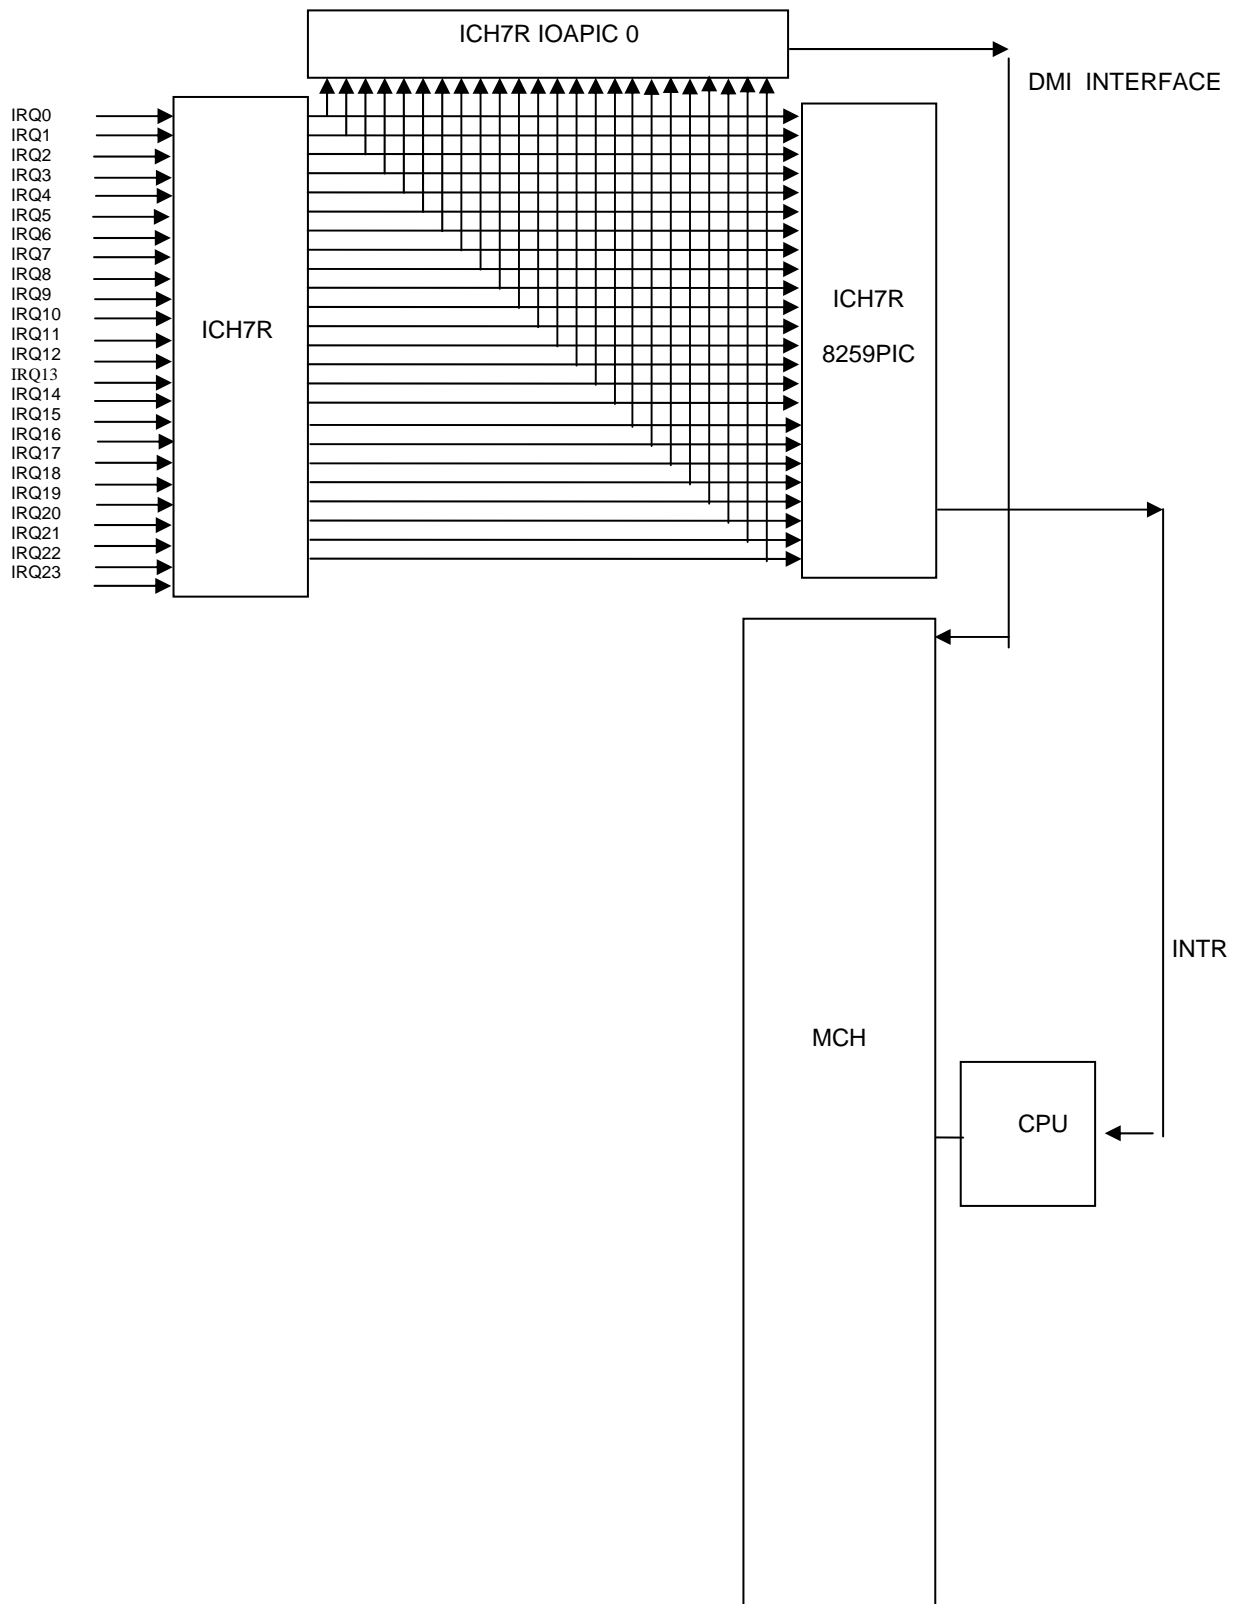 ICH7R IOAPIC 0
DMI INTERFACE
IRQ0
IRQ1
IRQ2
IRQ3
IRQ4
IRQ5
IRQ6
IRQ7
IRQ8
IRQ9
IRQ10
IRQ11
IRQ12
IRQ13
IRQ14
IRQ15
IRQ16
IRQ17
IRQ18
IRQ19
IRQ20
IRQ21
IRQ22
IRQ23
ICH7R
ICH7R
8259PIC
INTR
MCH
CPU